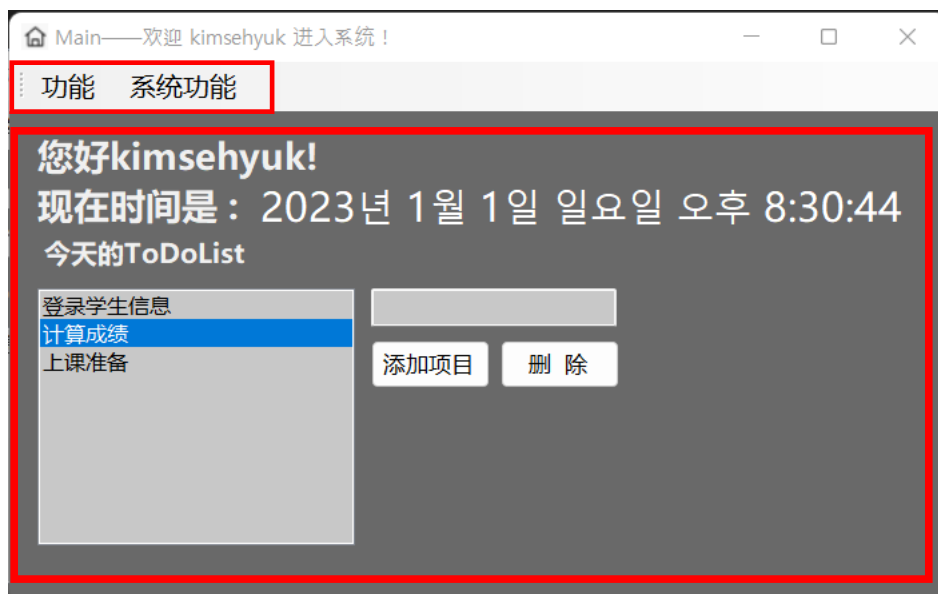 Main——欢迎 kimsehyuk 进入系统！
功能 系统功能
您好kimsehyuk!
现在时间是： 2023년 1월 1일 일요일 오후 8:30:44
今天的ToDoList
登录学生信息
计算成绩
上课准备
添加项目 删 除